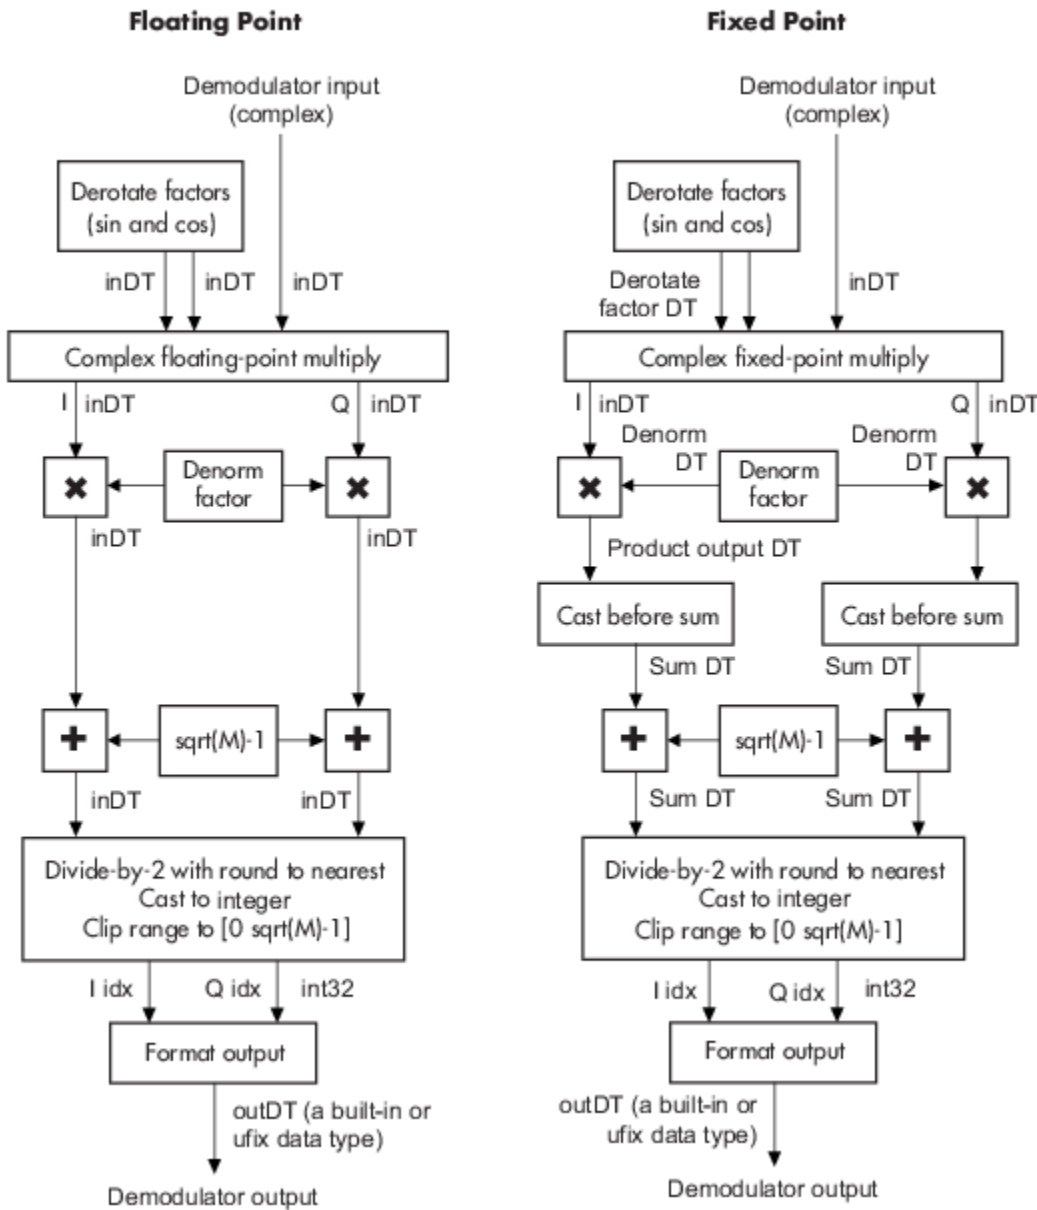 Floating Point
Demodulator input
(complex)
Derotate factors
(sin and cos)
inDT
inDT
inDT
Complex floating-point multiply
I
inDT
Q
inDT
Denorm
factor
inDT
inDT
sqrt(M)-1
inDT
inDT
Divide-by-2 with round to nearest
Cast to integer
Clip range to [0 sqrt(M)-1]
I idx
Q idx
int32
Format output
outDT (a built-in or
ufix data type)
Demodulator output
Fixed Point
Demodulator input
(complex)
Derotate factors
(sin and cos)
Derotate
factor DT
inDT
Complex fixed-point multiply
I
inDT
Q
inDT
Denorm
DT
Denorm
factor
Denorm
DT
Product output DT
Cast before sum
Cast before sum
Sum DT
Sum DT
sqrt(M)-1
Sum DT
Sum DT
Divide-by-2 with round to nearest
Cast to integer
Clip range to [0 sqrt(M)-1]
I idx
Q idx
int32
Format output
outDT (a built-in or
ufix data type)
Demodulator output